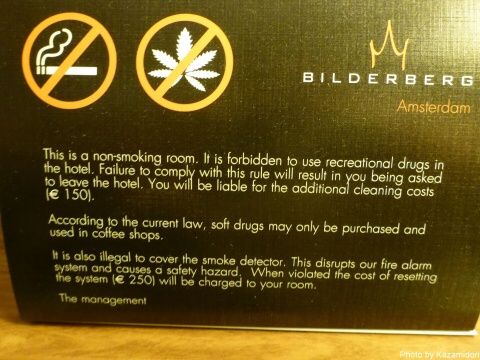 BILDERBERG
Amsterdam
This is a non-smoking room. It is forbidden to use recreational drugs in
the hotel. Failure to comply with this rule will result in you being asked
to leave the hotel. You will be liable for the additional cleaning costs
(€ 150).
According to the current law, soft drugs may only be purchased and
used in coffee shops.
It is also illegal to cover the smoke detector. This disrupts our fire alarm
system and causes a safety hazard. When violated the cost of resetting
the system (€ 250) will be charged to your room.
The management
Photo by Kazamidori